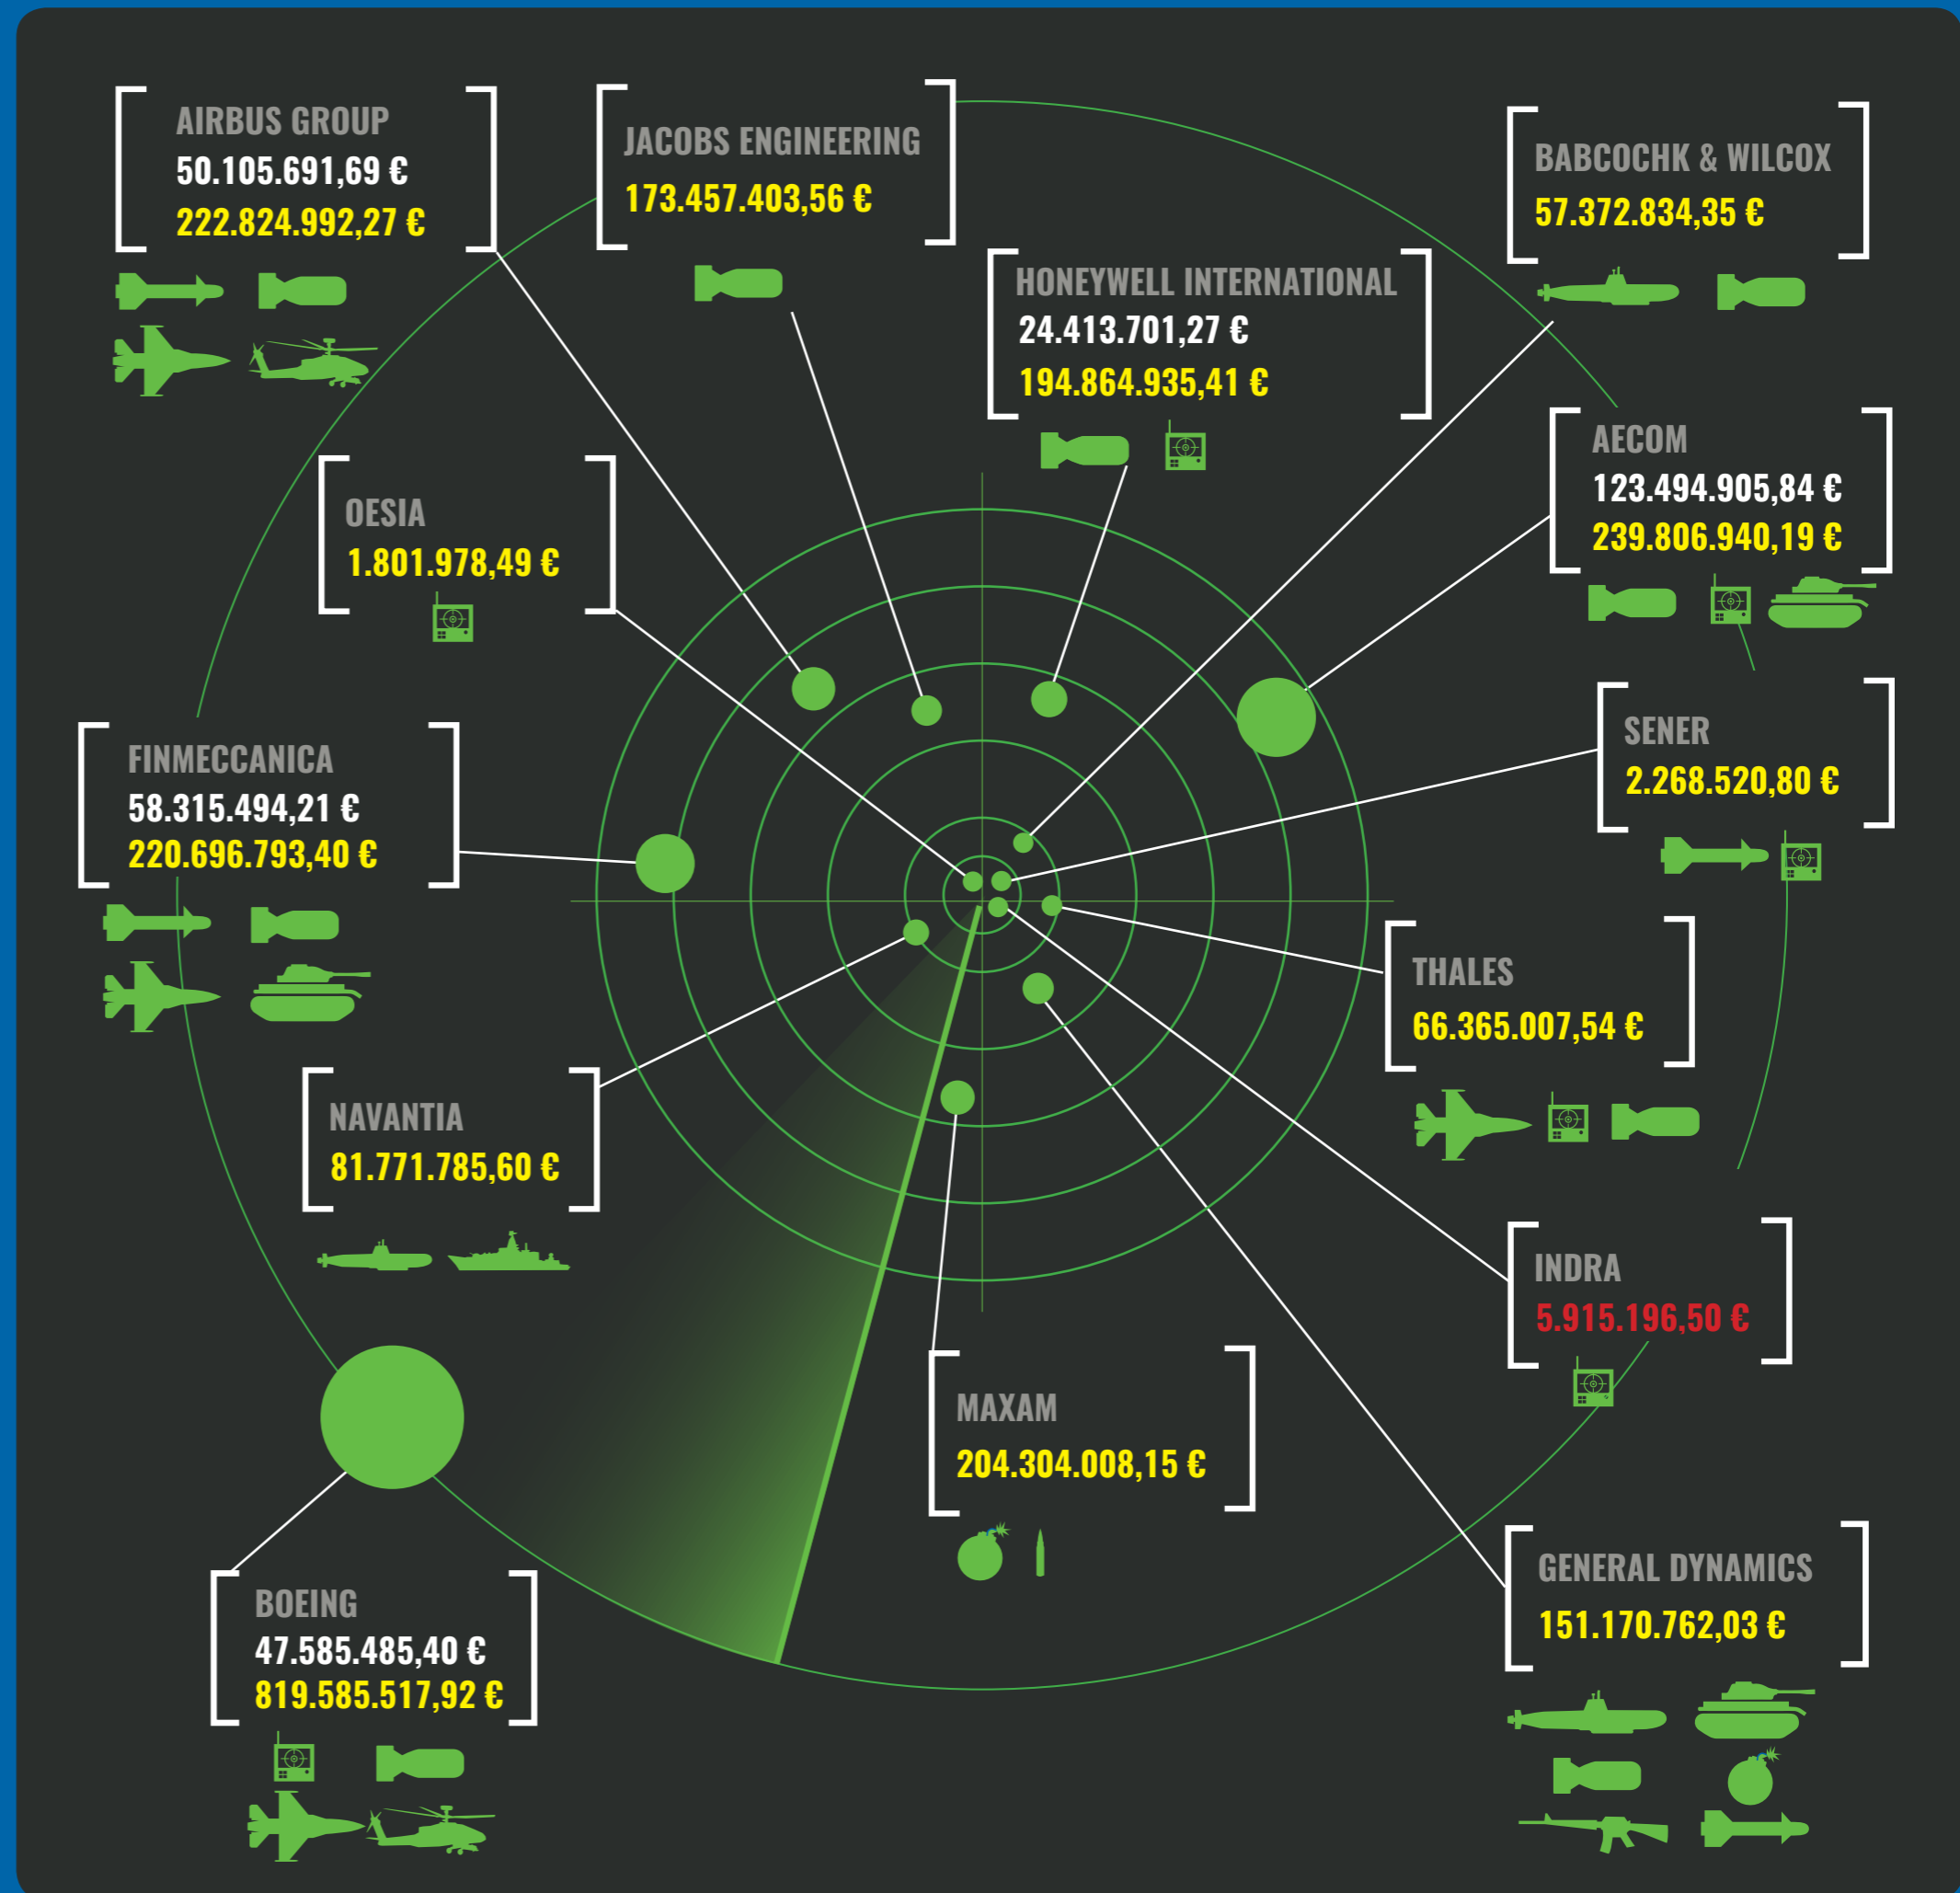 AIRBUS GROUP
50.105.691,69 €
222.824.992,27 €
JACOBS ENGINEERING
173.457.403,56 €
BABCOCHK & WILCOX
57.372.834,35 €
HONEYWELL INTERNATIONAL
24.413.701,27 €
194.864.935,41 €
AECOM
123.494.905,84 €
239.806.940,19 €
OESIA
1.801.978,49 €
SENER
2.268.520,80 €
FINMECCANICA
58.315.494,21 €
220.696.793,40 €
THALES
66.365.007,54 €
NAVANTIA
81.771.785,60 €
INDRA
5.915.196,50 €
MAXAM
204.304.008,15 €
GENERAL DYNAMICS
151.170.762,03 €
BOEING
47.585.485,40 €
819.585.517,92 €